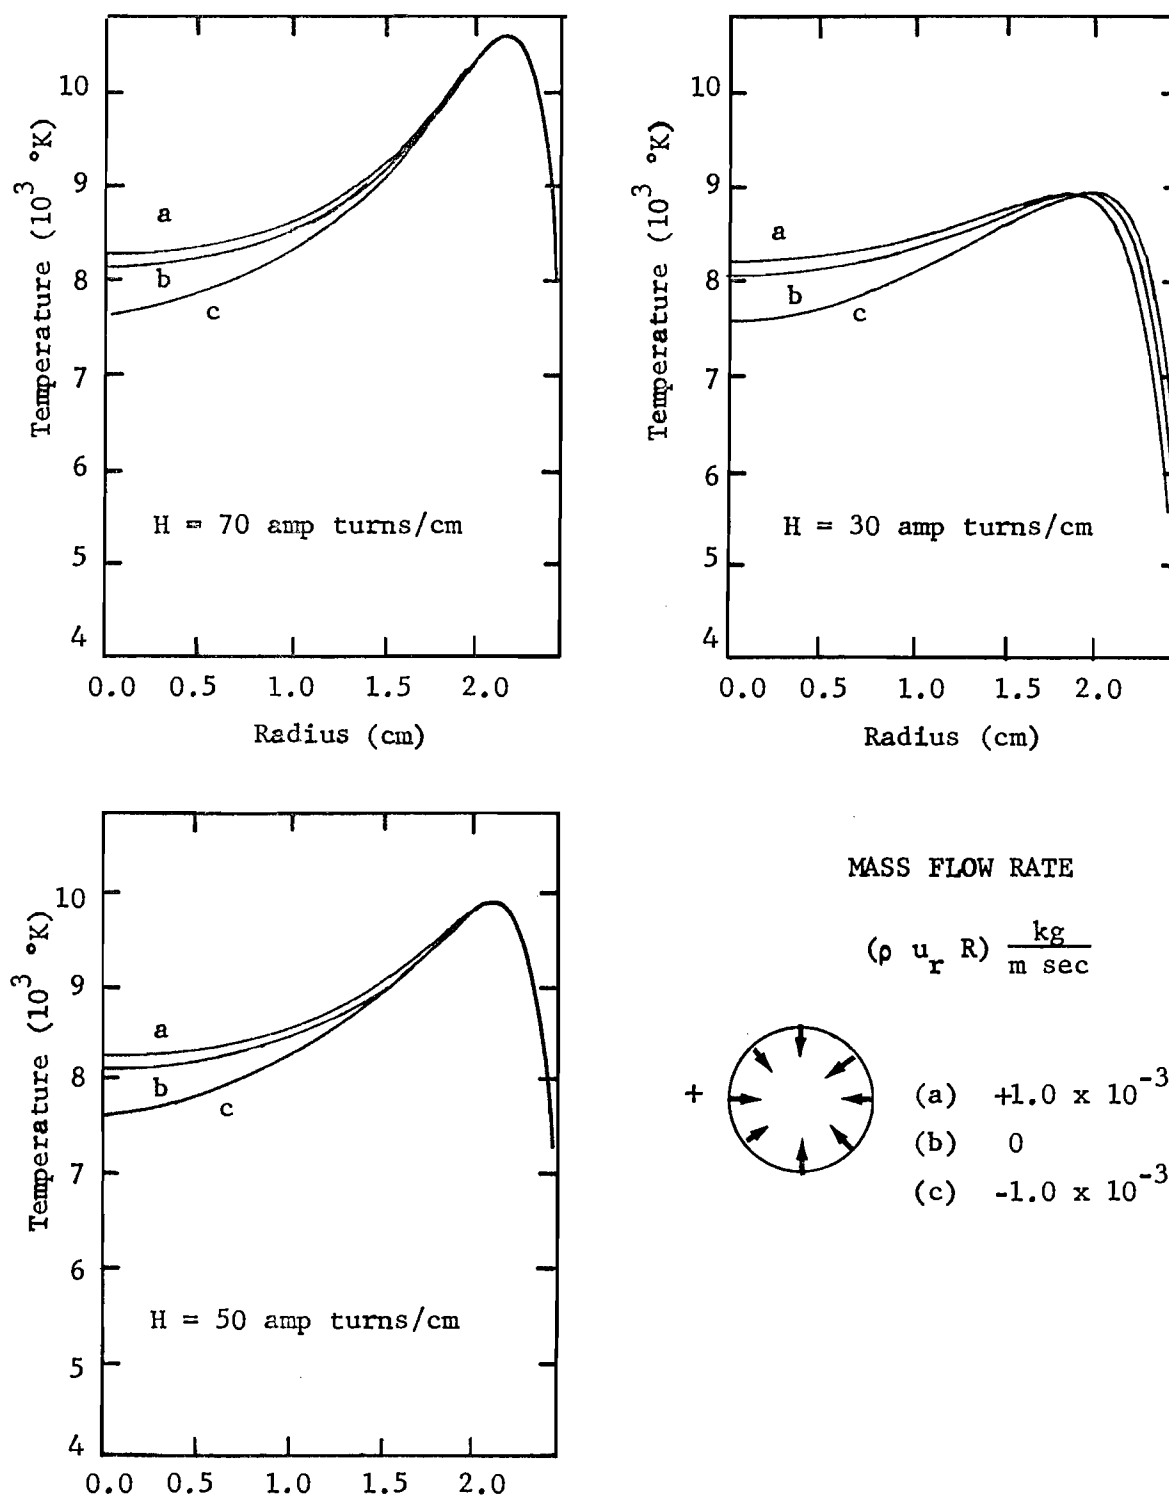 Temperature (10³ °K)
10
9
8
7
6
5
4
a
b
c
H = 70 amp turns/cm
0.0 0.5 1.0 1.5 2.0
Radius (cm)
Temperature (10³ °K)
10
9
8
7
6
5
4
a
b
c
H = 30 amp turns/cm
0.0 0.5 1.0 1.5 2.0
Radius (cm)
Temperature (10³ °K)
10
9
8
7
6
5
4
a
b
c
H = 50 amp turns/cm
0.0 0.5 1.0 1.5 2.0
MASS FLOW RATE
(ρ u_r R) kg / m sec
+
(a) +1.0 x 10⁻³
(b) 0
(c) -1.0 x 10⁻³